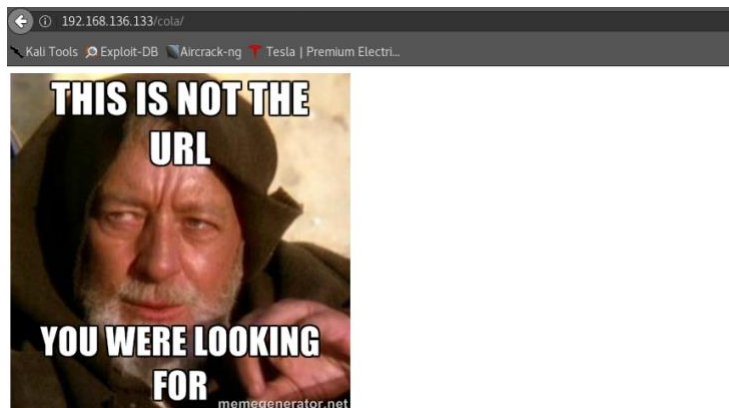 192.168.136.133/cola/
Kali Tools Exploit-DB Aircrack-ng Tesla | Premium Electri...
THIS IS NOT THE
URL
YOU WERE LOOKING
FOR
memegenerator.net